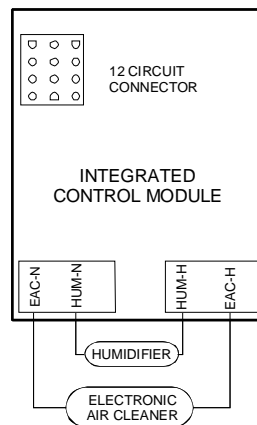 12 CIRCUIT
CONNECTOR
INTEGRATED
CONTROL MODULE
EAC-N
HUM-N
HUM-H
EAC-H
HUMIDIFIER
ELECTRONIC
AIR CLEANER